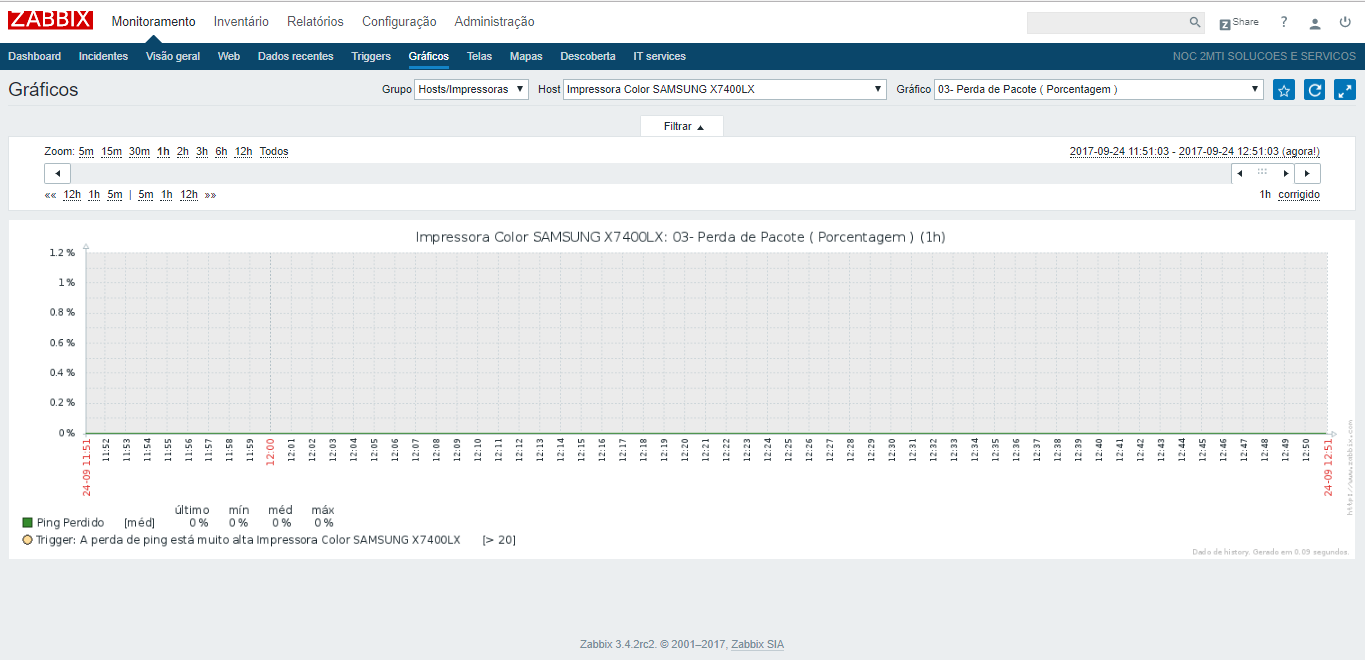 ZABBIX Monitoramento Inventário Relatórios Configuração Administração Z Share ?
Dashboard Incidentes Visão geral Web Dados recentes Triggers Gráficos Telas Mapas Descoberta IT services NOC 2MTI SOLUCOES E SERVICOS
Gráficos Grupo Hosts/Impressoras Host Impressora Color SAMSUNG X7400LX Gráfico 03- Perda de Pacote ( Porcentagem )
Filtrar
Zoom: 5m 15m 30m 1h 2h 3h 6h 12h Todos 2017-09-24 11:51:03 - 2017-09-24 12:51:03 (agora!)
«« 12h 1h 5m | 5m 1h 12h »» 1h corrigido
Impressora Color SAMSUNG X7400LX: 03- Perda de Pacote ( Porcentagem ) (1h)
1.2 %
1 %
0.8 %
0.6 %
0.4 %
0.2 %
0 %
24-09 11:51 11:52 11:53 11:54 11:55 11:56 11:57 11:58 11:59 12:00 12:01 12:02 12:03 12:04 12:05 12:06 12:07 12:08 12:09 12:10 12:11 12:12 12:13 12:14 12:15 12:16 12:17 12:18 12:19 12:20 12:21 12:22 12:23 12:24 12:25 12:26 12:27 12:28 12:29 12:30 12:31 12:32 12:33 12:34 12:35 12:36 12:37 12:38 12:39 12:40 12:41 12:42 12:43 12:44 12:45 12:46 12:47 12:48 12:49 12:50 24-09 12:51
http://www.zabbix.com
último mín méd máx
Ping Perdido [méd] 0 % 0 % 0 % 0 %
Trigger: A perda de ping está muito alta Impressora Color SAMSUNG X7400LX [> 20]
Dado de history. Gerado em 0.09 segundos.
Zabbix 3.4.2rc2. © 2001–2017, Zabbix SIA